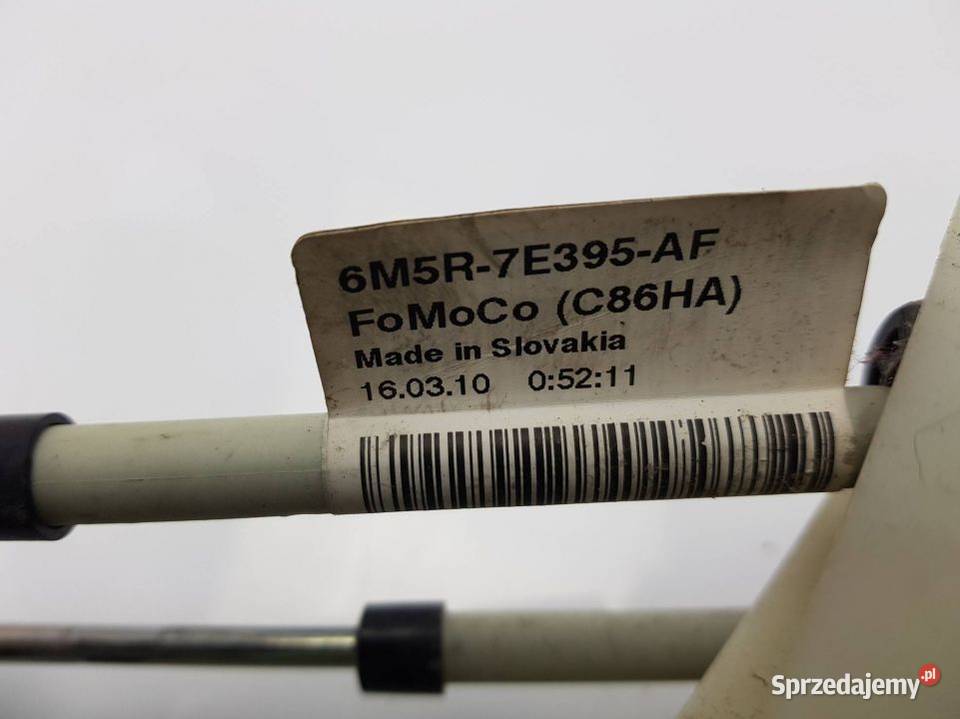 6M5R-7E395-AF
FoMoCo (C86HA)
Made in Slovakia
16.03.10 0:52:11
Sprzedajemy.pl